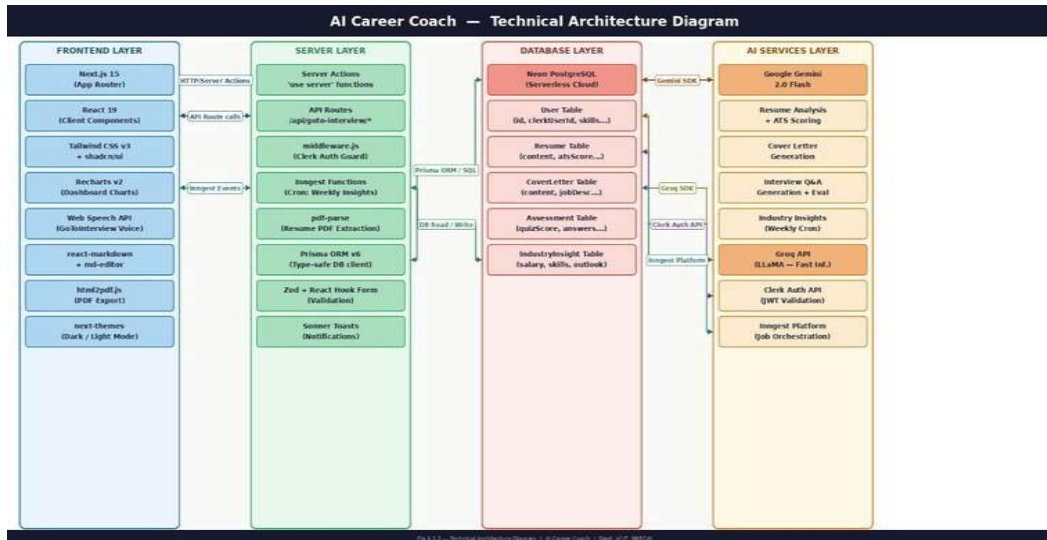 AI Career Coach — Technical Architecture Diagram
FRONTEND LAYER
Next.js 15
(App Router)
React 19
(Client Components)
Tailwind CSS v3
+ shadcn/ui
Recharts v2
(Dashboard Charts)
Web Speech API
(GoToInterview Voice)
react-markdown
+ md-editor
html2pdf.js
(PDF Export)
next-themes
(Dark / Light Mode)
HTTP/Server Actions
API Route calls
Inngest Events
SERVER LAYER
Server Actions
'use server' functions
API Routes
/api/goto-interview/*
middleware.js
(Clerk Auth Guard)
Inngest Functions
(Cron: Weekly Insights)
pdf-parse
(Resume PDF Extraction)
Prisma ORM v6
(Type-safe DB client)
Zod + React Hook Form
(Validation)
Sonner Toasts
(Notifications)
Prisma ORM / SQL
DB Read / Write
DATABASE LAYER
Neon PostgreSQL
(Serverless Cloud)
User Table
(id, clerkUserId, skills...)
Resume Table
(content, atsScore...)
CoverLetter Table
(content, jobDesc...)
Assessment Table
(quizScore, answers...)
IndustryInsight Table
(salary, skills, outlook)
Gemini SDK
Groq SDK
Clerk Auth API
Inngest Platform
AI SERVICES LAYER
Google Gemini
2.0 Flash
Resume Analysis
+ ATS Scoring
Cover Letter
Generation
Interview Q&A
Generation + Eval
Industry Insights
(Weekly Cron)
Groq API
(LLaMA — Fast Inf.)
Clerk Auth API
(JWT Validation)
Inngest Platform
(Job Orchestration)
— Technical Architecture Diagram | AI Career Coach | Dept. of IT,